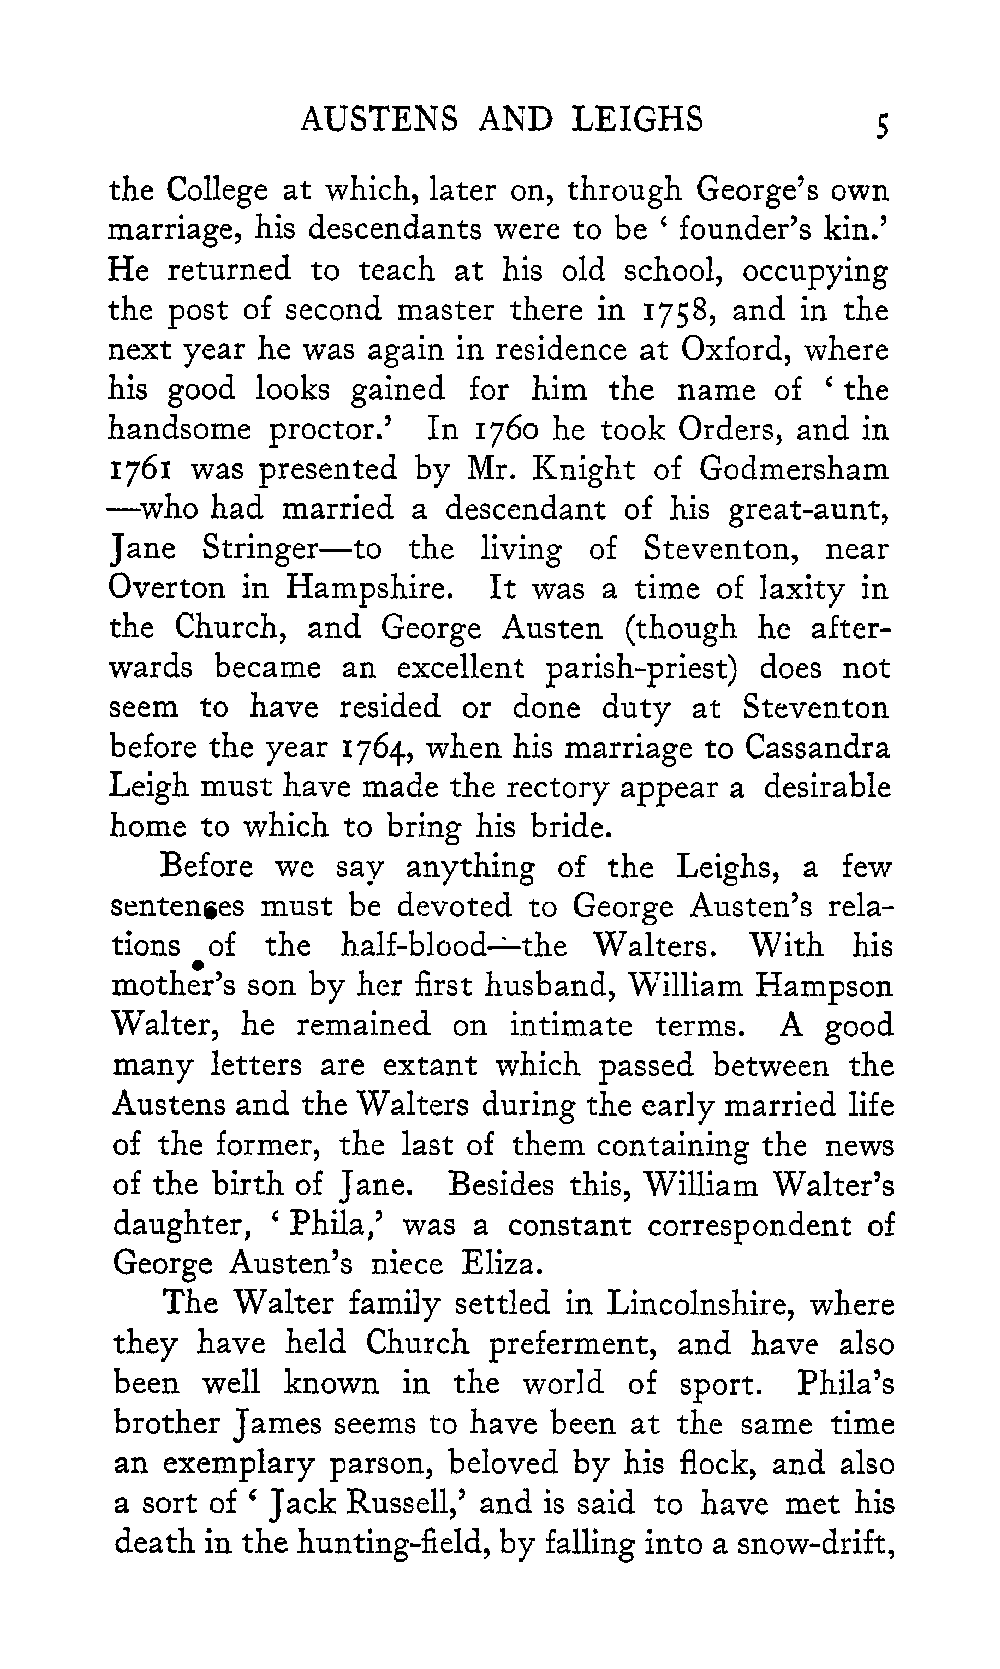 AUSTENS AND LEIGHS 5
the College at which, later on, through George's own
marriage, his descendants were to be ‘ founder's kin.’
He returned to teach at his old school, occupying
the post of second master there in 1758, and in the
next year he was again in residence at Oxford, where
his good looks gained for him the name of ‘ the
handsome proctor.’ In 1760 he took Orders, and in
1761 was presented by Mr. Knight of Godmersham
—who had married a descendant of his great-aunt,
Jane Stringer—to the living of Steventon, near
Overton in Hampshire. It was a time of laxity in
the Church, and George Austen (though he after-
wards became an excellent parish-priest) does not
seem to have resided or done duty at Steventon
before the year 1764, when his marriage to Cassandra
Leigh must have made the rectory appear a desirable
home to which to bring his bride.
Before we say anything of the Leighs, a few
sentences must be devoted to George Austen's rela-
tions of the half-blood—the Walters. With his
mother's son by her first husband, William Hampson
Walter, he remained on intimate terms. A good
many letters are extant which passed between the
Austens and the Walters during the early married life
of the former, the last of them containing the news
of the birth of Jane. Besides this, William Walter's
daughter, ‘ Phila,’ was a constant correspondent of
George Austen's niece Eliza.
The Walter family settled in Lincolnshire, where
they have held Church preferment, and have also
been well known in the world of sport. Phila's
brother James seems to have been at the same time
an exemplary parson, beloved by his flock, and also
a sort of ‘ Jack Russell,’ and is said to have met his
death in the hunting-field, by falling into a snow-drift,